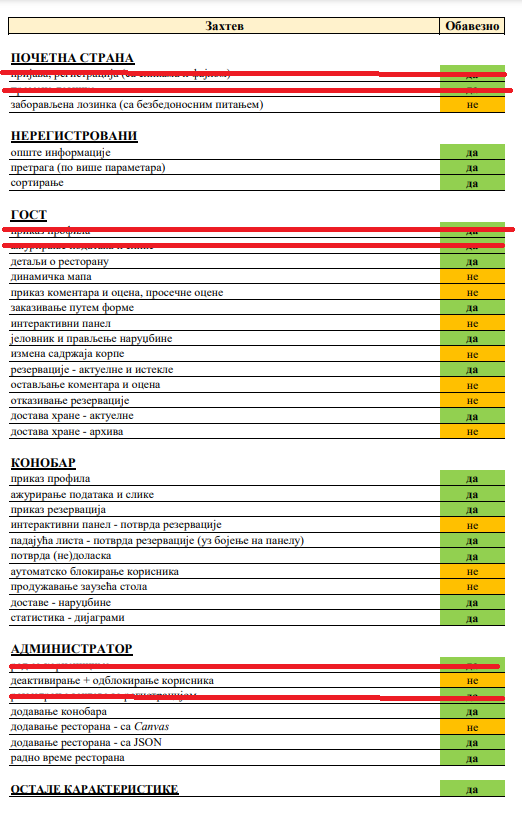 Захтев Обавезно
ПОЧЕТНА СТРАНА
пријава, регистрација (са сликама и фајлом) да
да
заборављена лозинка (са безбедоносним питањем) не
НЕРЕГИСТРОВАНИ
опште информације да
претрага (по више параметара) да
сортирање да
ГОСТ
приказ профила да
ажурирање података и слике
детаљи о ресторану да
динамичка мапа не
приказ коментара и оцена, просечне оцене не
заказивање путем форме да
интерактивни панел не
јеловник и прављење наруџбине да
измена садржаја корпе не
резервације - актуелне и истекле да
остављање коментара и оцена не
отказивање резервације не
достава хране - актуелне да
достава хране - архива не
КОНОБАР
приказ профила да
ажурирање података и слике да
приказ резервација да
интерактивни панел - потврда резервације не
падајућа листа - потврда резервације (уз бојење на панелу) да
потврда (не)доласка да
аутоматско блокирање корисника не
продужавање заузећа стола не
доставе - наруџбине да
статистика - дијаграми да
АДМИНИСТРАТОР
деактивирање + одблокирање корисника не
регистрацијом да
додавање конобара да
додавање ресторана - са Canvas не
додавање ресторана - са JSON да
радно време ресторана да
ОСТАЛЕ КАРАКТЕРИСТИКЕ да